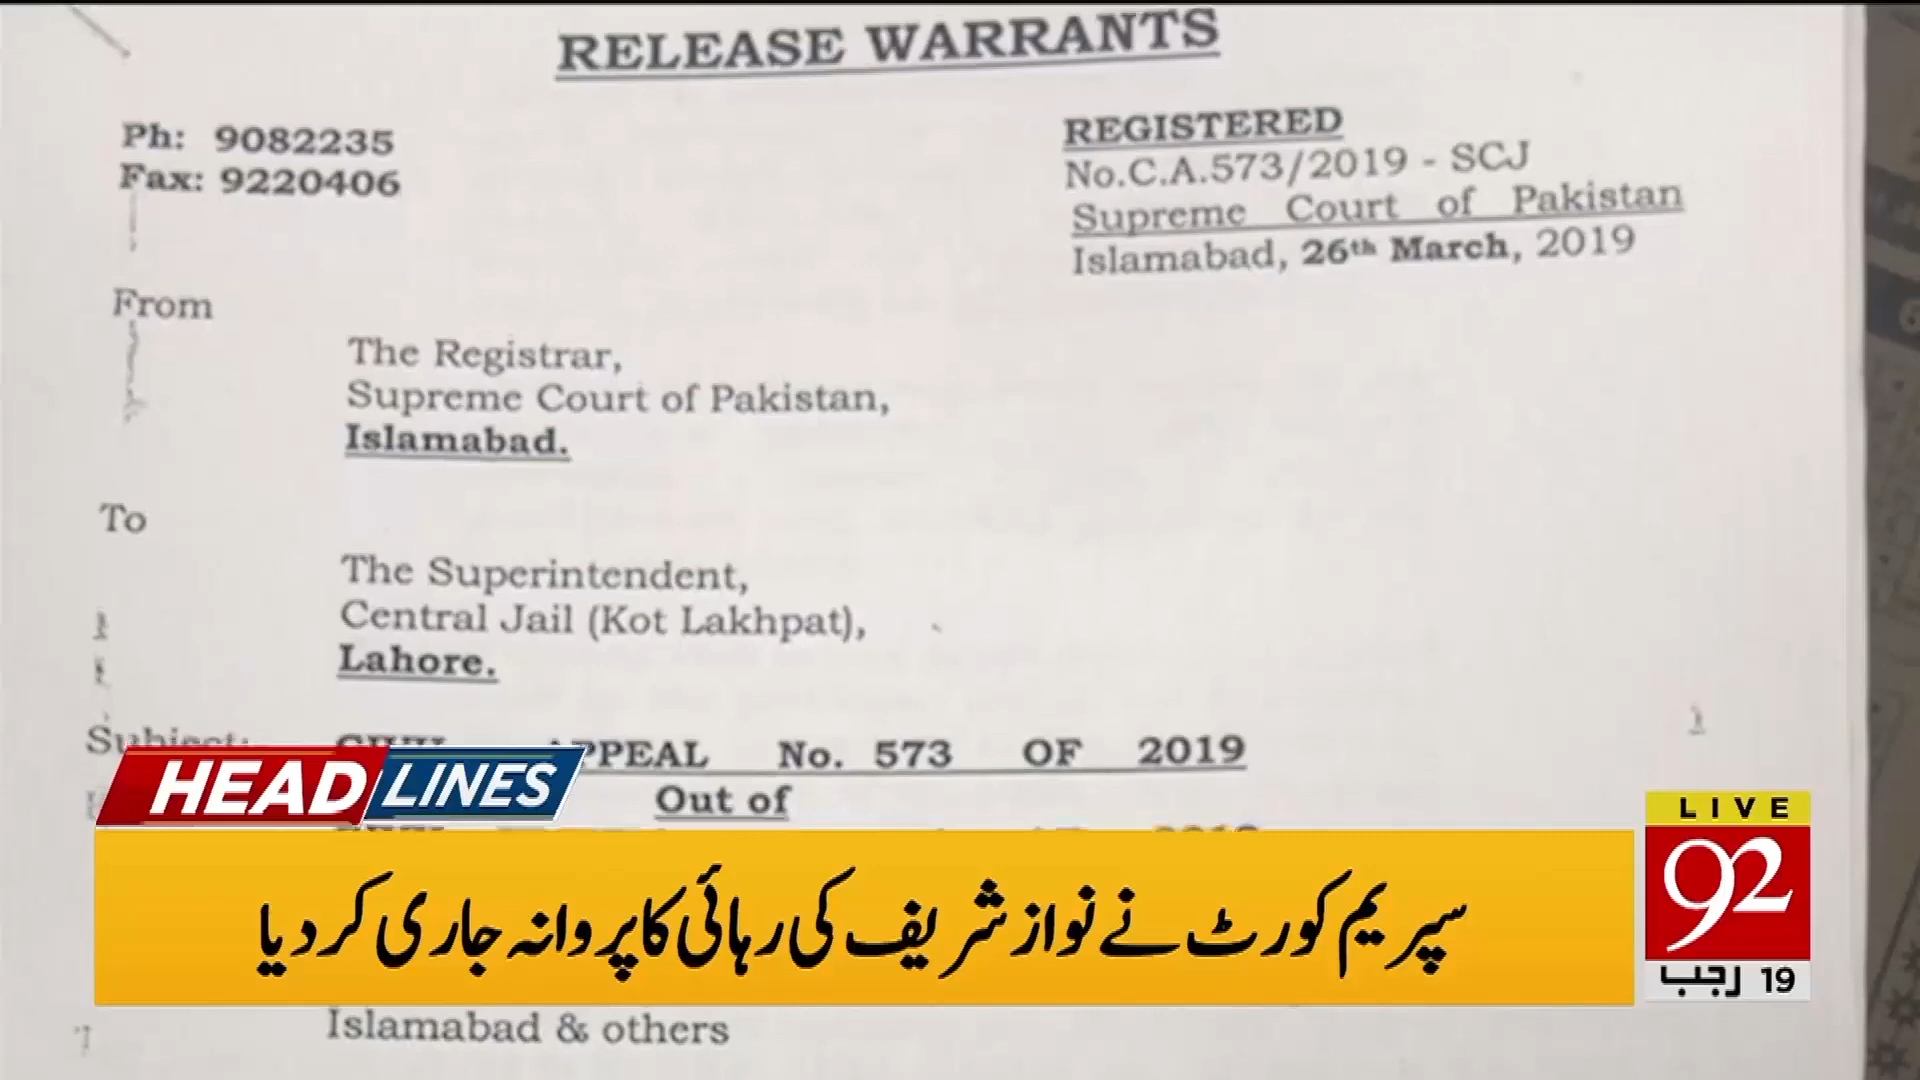 RELEASE WARRANTS
Ph: 9082235
Fax: 9220406
REGISTERED
No.C.A.573/2019 - SCJ
Supreme Court of Pakistan
Islamabad, 26th March, 2019
From
The Registrar,
Supreme Court of Pakistan,
Islamabad.
To
The Superintendent,
Central Jail (Kot Lakhpat),
Lahore.
Subject: APPEAL No. 573 OF 2019
Out of
HEADLINES
سپریم کورٹ نے نواز شریف کی رہائی کا پروانہ جاری کر دیا
LIVE
92
19 رجب
Islamabad & others